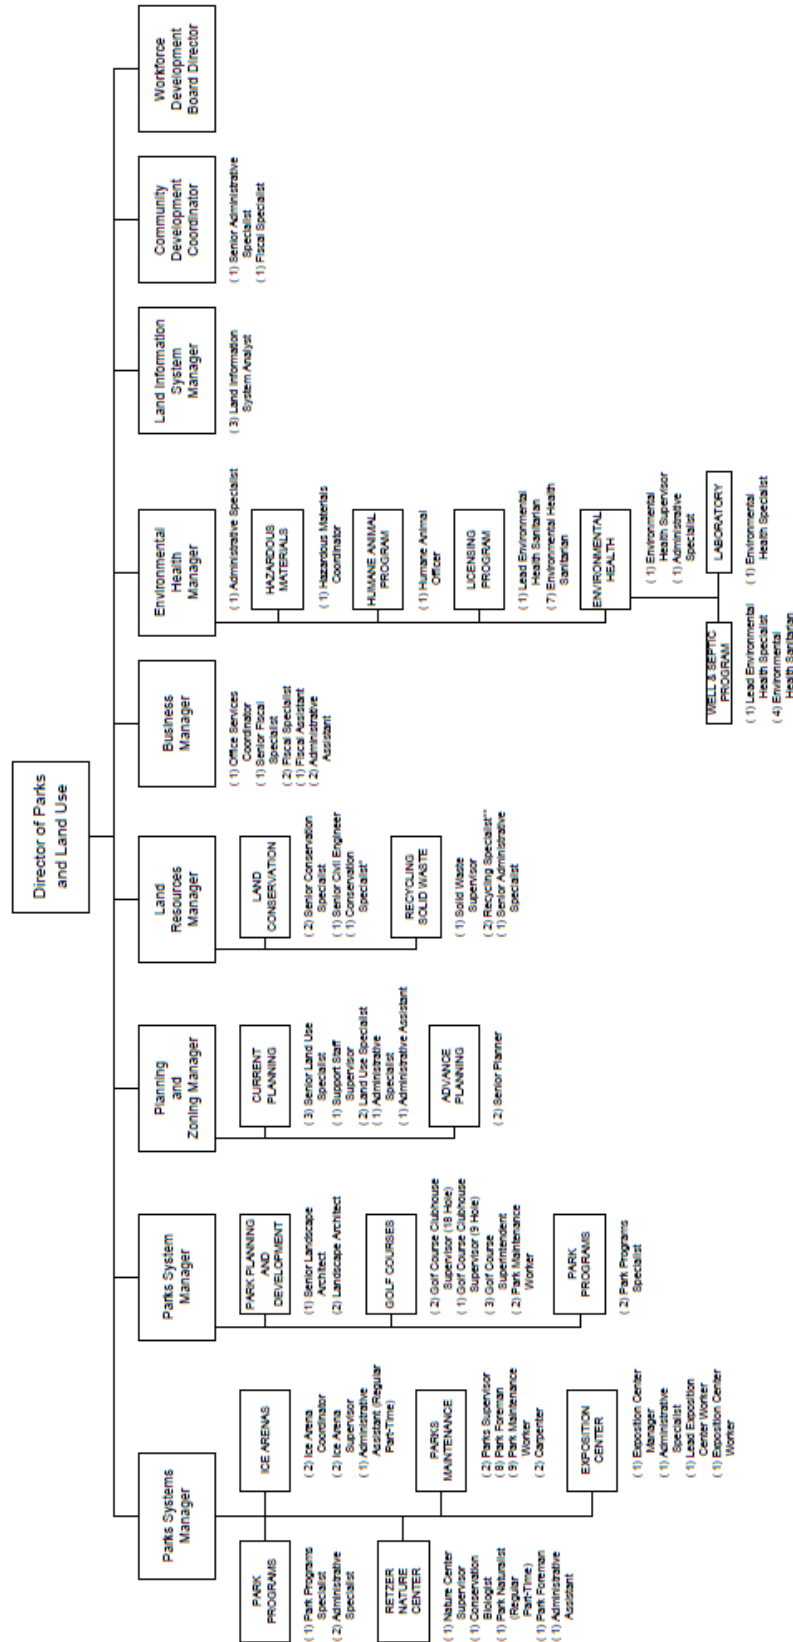 Director of Parks
and Land Use
Parks Systems
Manager
PARK
PROGRAMS
(1) Park Programs
Specialist
(2) Administrative
Specialist
RETZER
NATURE
CENTER
(1) Nature Center
Supervisor
(1) Conservation
Biologist
(1) Park Naturalist
(Regular
Part-Time)
(1) Park Foreman
(1) Administrative
Assistant
ICE ARENAS
(2) Ice Arena
Coordinator
(2) Ice Arena
Supervisor
(1) Administrative
Assistant (Regular
Part-Time)
PARKS
MAINTENANCE
(2) Parks Supervisor
(8) Park Foreman
(9) Park Maintenance
Worker
(2) Carpenter
EXPOSITION
CENTER
(1) Exposition Center
Manager
(1) Administrative
Specialist
(1) Lead Exposition
Center Worker
(1) Exposition Center
Worker
Parks System
Manager
PARK PLANNING
AND
DEVELOPMENT
(1) Senior Landscape
Architect
(2) Landscape Architect
GOLF COURSES
(2) Golf Course Clubhouse
Supervisor (18 Hole)
(1) Golf Course Clubhouse
Supervisor (9 Hole)
(3) Golf Course
Superintendent
(2) Park Maintenance
Worker
PARK
PROGRAMS
(2) Park Programs
Specialist
Planning
and
Zoning Manager
CURRENT
PLANNING
(3) Senior Land Use
Specialist
(1) Support Staff
Supervisor
(2) Land Use Specialist
(1) Administrative
Specialist
(1) Administrative Assistant
ADVANCE
PLANNING
(2) Senior Planner
Land
Resources
Manager
LAND
CONSERVATION
(2) Senior Conservation
Specialist
(1) Senior Civil Engineer
(1) Conservation
Specialist*
RECYCLING
SOLID WASTE
(1) Solid Waste
Supervisor
(2) Recycling Specialist**
(1) Senior Administrative
Specialist
Business
Manager
(1) Office Services
Coordinator
(1) Senior Fiscal
Specialist
(2) Fiscal Specialist
(1) Fiscal Assistant
(2) Administrative
Assistant
Environmental
Health
Manager
(1) Administrative Specialist
HAZARDOUS
MATERIALS
(1) Hazardous Materials
Coordinator
HUMANE ANIMAL
PROGRAM
(1) Humane Animal
Officer
LICENSING
PROGRAM
(1) Lead Environmental
Health Sanitarian
(7) Environmental Health
Sanitarian
ENVIRONMENTAL
HEALTH
(1) Environmental
Health Supervisor
(1) Administrative
Specialist
WELL & SEPTIC
PROGRAM
(1) Lead Environmental
Health Specialist
(4) Environmental
Health Sanitarian
LABORATORY
(1) Environmental
Health Specialist
Land Information
System
Manager
(3) Land Information
System Analyst
Community
Development
Coordinator
(1) Senior Administrative
Specialist
(1) Fiscal Specialist
Workforce
Development
Board Director